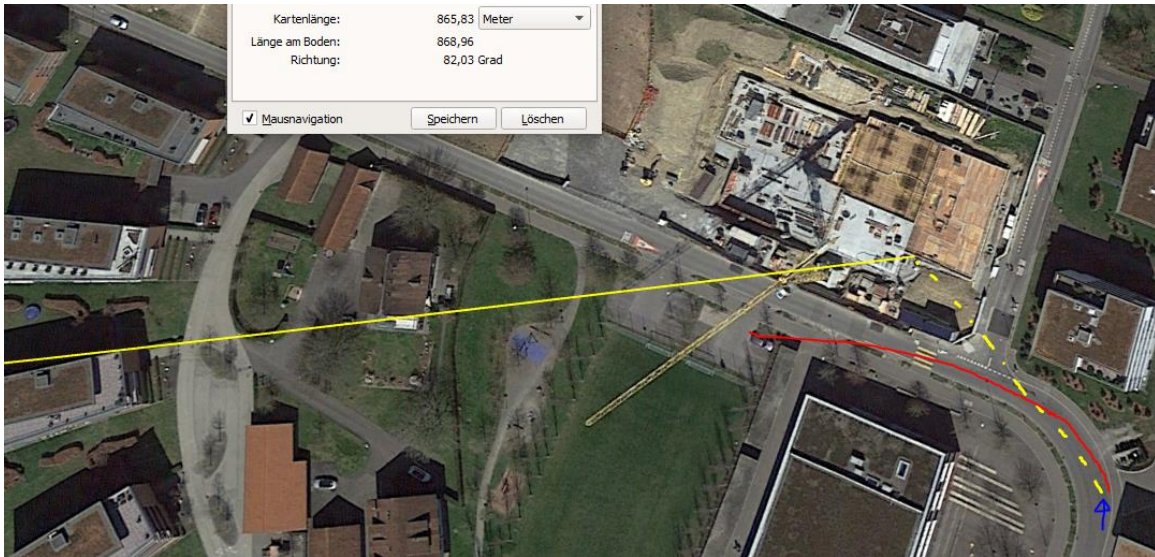 Kartenlänge: 865,83 Meter
Länge am Boden: 868,96
Richtung: 82,03 Grad
Mausnavigation Speichern Löschen